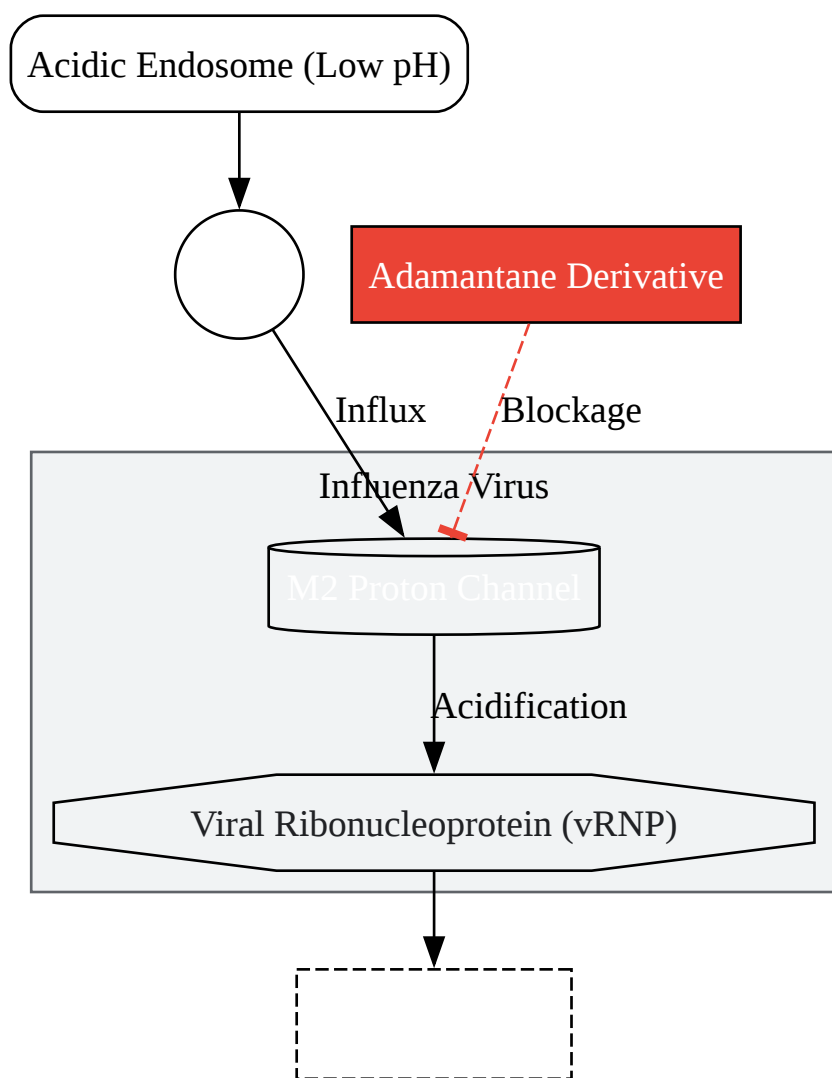 Acidic Endosome (Low pH)
Adamantane Derivative
Influx
Blockage
Influenza Virus
M2 Proton Channel
Acidification
Viral Ribonucleoprotein (vRNP)